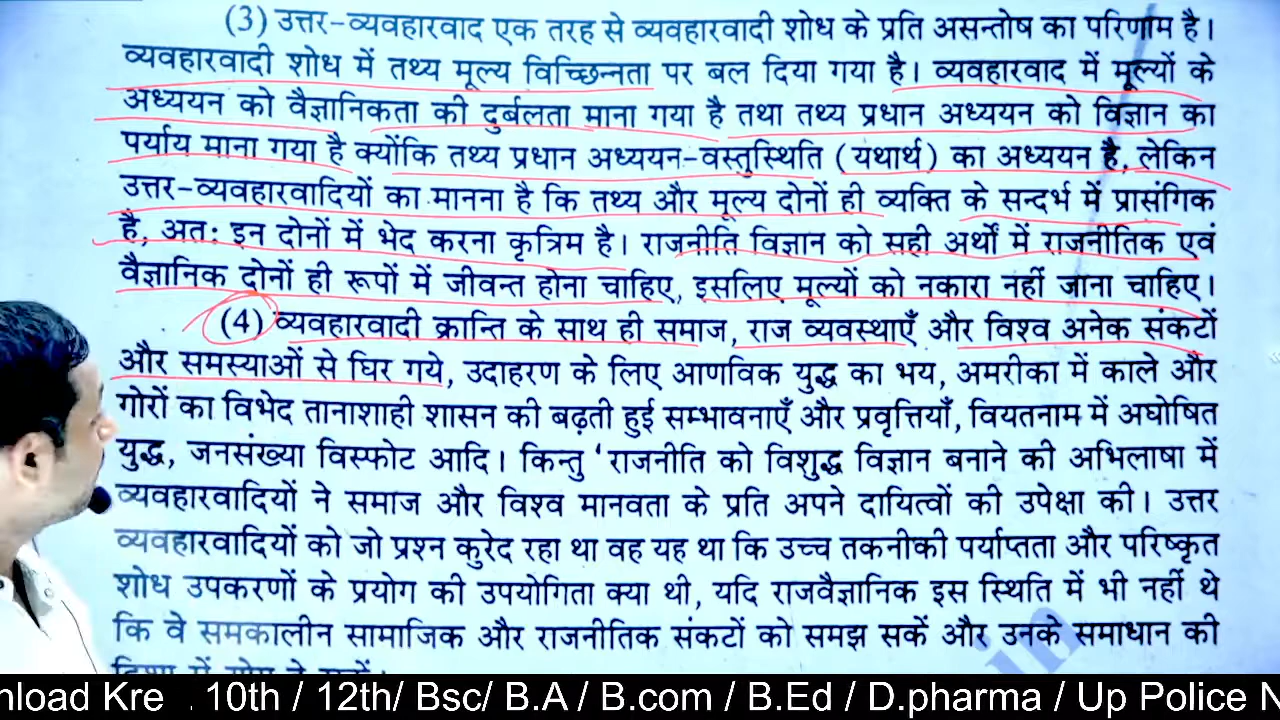 (3) उत्तर-व्यवहारवाद एक तरह से व्यवहारवादी शोध के प्रति असन्तोष का परिणाम है।
व्यवहारवादी शोध में तथ्य मूल्य विच्छिन्नता पर बल दिया गया है। व्यवहारवाद में मूल्यों के
अध्ययन को वैज्ञानिकता की दुर्बलता माना गया है तथा तथ्य प्रधान अध्ययन को विज्ञान का
पर्याय माना गया है क्योंकि तथ्य प्रधान अध्ययन-वस्तुस्थिति (यथार्थ) का अध्ययन है, लेकिन
उत्तर-व्यवहारवादियों का मानना है कि तथ्य और मूल्य दोनों ही व्यक्ति के सन्दर्भ में प्रासंगिक
है, अतः इन दोनों में भेद करना कृत्रिम है। राजनीति विज्ञान को सही अर्थों में राजनीतिक एवं
वैज्ञानिक दोनों ही रूपों में जीवन्त होना चाहिए, इसलिए मूल्यों को नकारा नहीं जाना चाहिए।
(4) व्यवहारवादी क्रान्ति के साथ ही समाज, राज व्यवस्थाएँ और विश्व अनेक संकटों
और समस्याओं से घिर गये, उदाहरण के लिए आणविक युद्ध का भय, अमरीका में काले और
गोरों का विभेद तानाशाही शासन की बढ़ती हुई सम्भावनाएँ और प्रवृत्तियाँ, वियतनाम में अघोषित
युद्ध, जनसंख्या विस्फोट आदि। किन्तु ‘राजनीति को विशुद्ध विज्ञान बनाने की अभिलाषा में
व्यवहारवादियों ने समाज और विश्व मानवता के प्रति अपने दायित्वों की उपेक्षा की। उत्तर
व्यवहारवादियों को जो प्रश्न कुरेद रहा था वह यह था कि उच्च तकनीकी पर्याप्तता और परिष्कृत
शोध उपकरणों के प्रयोग की उपयोगिता क्या थी, यदि राजवैज्ञानिक इस स्थिति में भी नहीं थे
कि वे समकालीन सामाजिक और राजनीतिक संकटों को समझ सकें और उनके समाधान की
in
nload Kre . 10th / 12th/ Bsc/ B.A / B.com / B.Ed / D.pharma / Up Police N